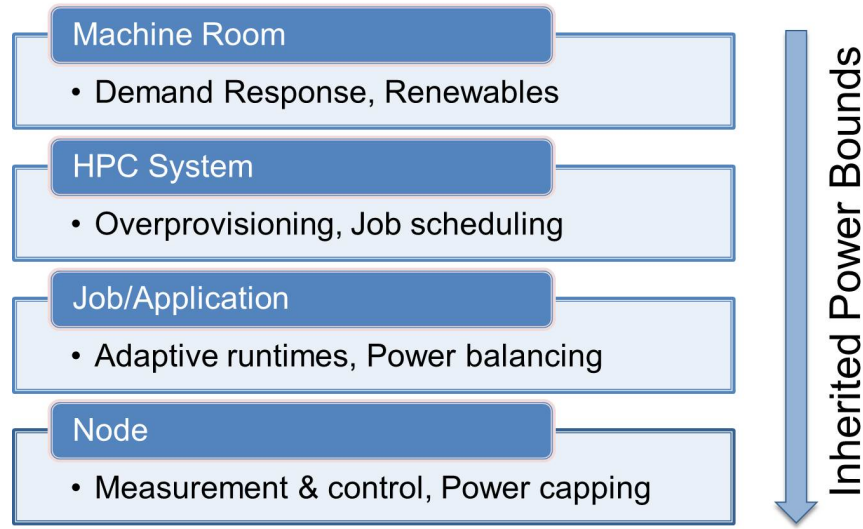 Machine Room
• Demand Response, Renewables
HPC System
• Overprovisioning, Job scheduling
Job/Application
• Adaptive runtimes, Power balancing
Node
• Measurement & control, Power capping
Inherited Power Bounds